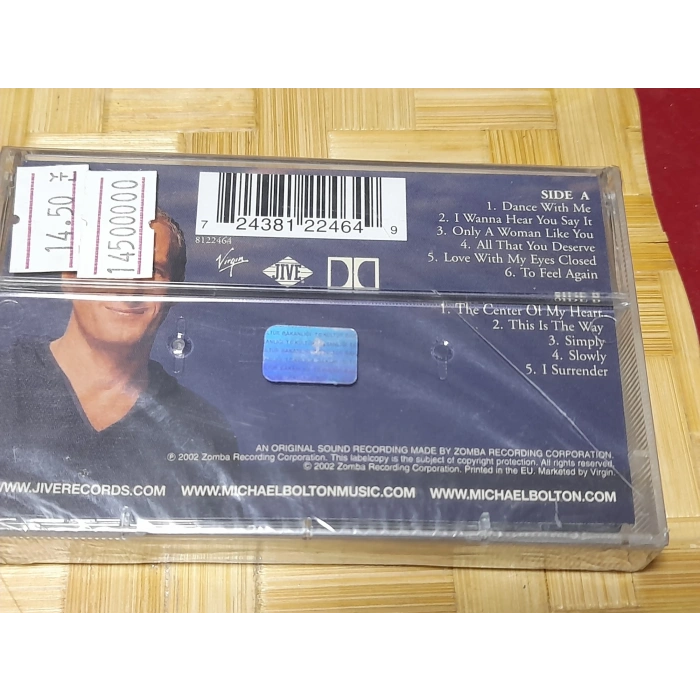 14.50
14500000
7 24381 22464 9
8122464
Virgin
JIVE
SIDE A
1. Dance With Me
2. I Wanna Hear You Say It
3. Only A Woman Like You
4. All That You Deserve
5. Love With My Eyes Closed
6. To Feel Again
SIDE B
1. The Center Of My Heart
2. This Is The Way
3. Simply
4. Slowly
5. I Surrender
AN ORIGINAL SOUND RECORDING MADE BY ZOMBA RECORDING CORPORATION.
℗ 2002 Zomba Recording Corporation. This labelcopy is the subject of copyright protection. All rights reserved.
© 2002 Zomba Recording Corporation. Printed in the EU. Marketed by Virgin.
WWW.JIVERECORDS.COM WWW.MICHAELBOLTONMUSIC.COM WWW.MICHAELBOLTON.COM